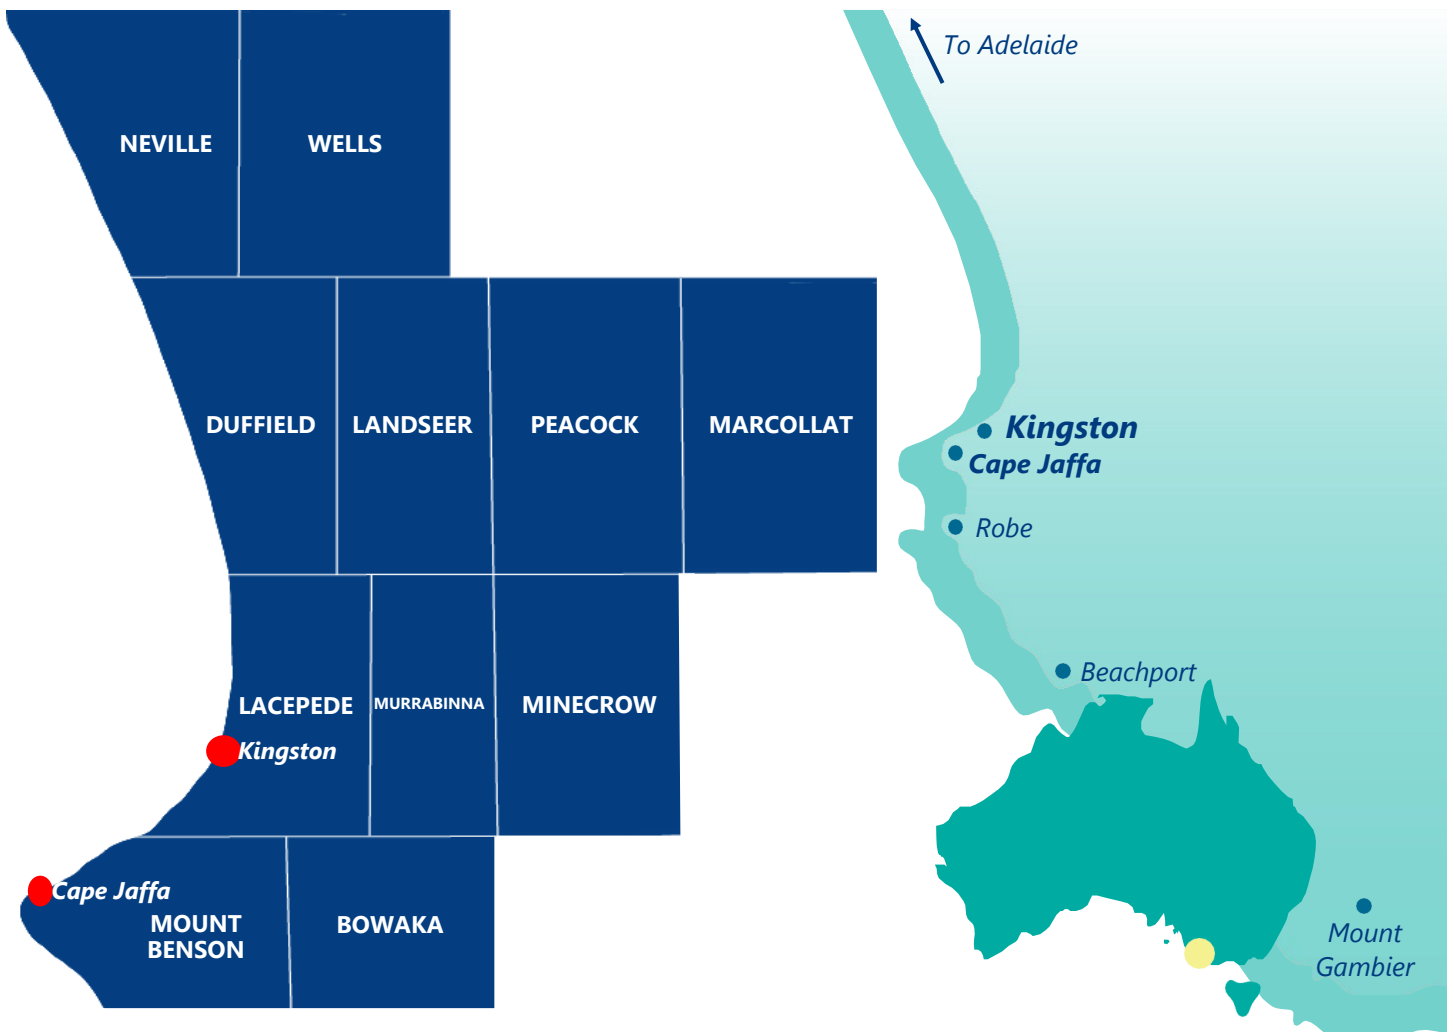 NEVILLE
WELLS
DUFFIELD
LANDSEER
PEACOCK
MARCOLLAT
LACEPEDE
MURRABINNA
MINECROW
Kingston
Cape Jaffa
MOUNT
BENSON
BOWAKA
To Adelaide
Kingston
Cape Jaffa
Robe
Beachport
Mount
Gambier